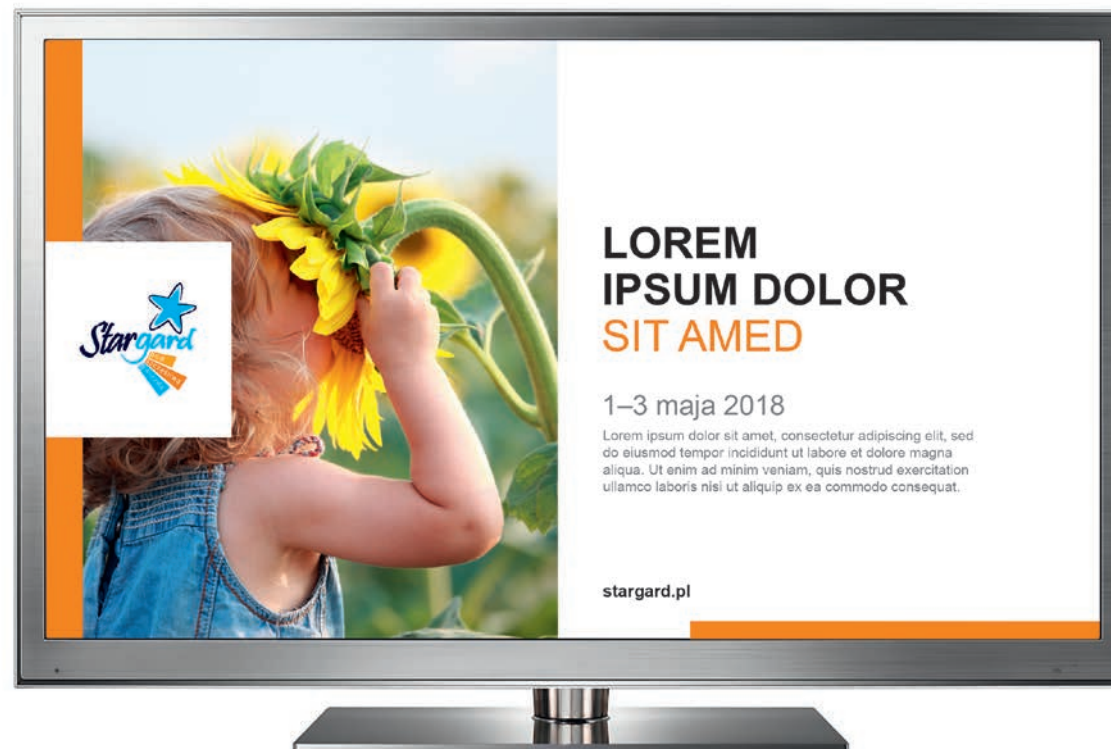 Stargard
LOREM
IPSUM DOLOR
SIT AMED
1–3 maja 2018
Lorem ipsum dolor sit amet, consectetur adipiscing elit, sed
do eiusmod tempor incididunt ut labore et dolore magna
aliqua. Ut enim ad minim veniam, quis nostrud exercitation
ullamco laboris nisi ut aliquip ex ea commodo consequat.
stargard.pl